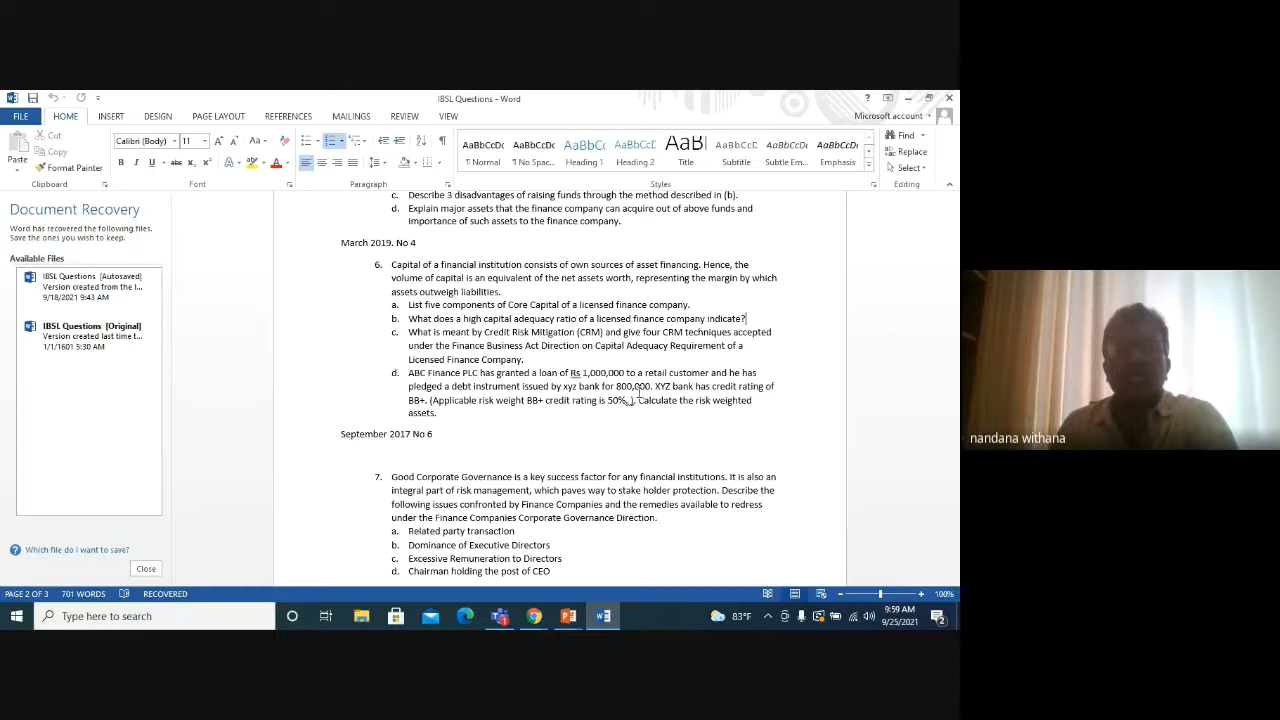 IBSL Questions - Word
FILE HOME INSERT DESIGN PAGE LAYOUT REFERENCES MAILINGS REVIEW VIEW Microsoft account
Paste
Cut
Copy
Format Painter
Calibri (Body) 11
AaBbCcDc AaBbCcDc AaBbCc AaBbCcC AaBl AaBbCcC AaBbCcDc AaBbCcDc
¶ Normal ¶ No Spac... Heading 1 Heading 2 Title Subtitle Subtle Em... Emphasis
Find
Replace
Select
Clipboard Font Paragraph Styles Editing
Document Recovery
Word has recovered the following files.
Save the ones you wish to keep.
Available Files
IBSL Questions [Autosaved]
Version created from the l...
9/18/2021 9:43 AM
IBSL Questions [Original]
Version created last time t...
1/1/1601 5:30 AM
Which file do I want to save?
Close
c. Describe 3 disadvantages of raising funds through the method described in (b).
d. Explain major assets that the finance company can acquire out of above funds and
importance of such assets to the finance company.
March 2019. No 4
6. Capital of a financial institution consists of own sources of asset financing. Hence, the
volume of capital is an equivalent of the net assets worth, representing the margin by which
assets outweigh liabilities.
a. List five components of Core Capital of a licensed finance company.
b. What does a high capital adequacy ratio of a licensed finance company indicate?
c. What is meant by Credit Risk Mitigation (CRM) and give four CRM techniques accepted
under the Finance Business Act Direction on Capital Adequacy Requirement of a
Licensed Finance Company.
d. ABC Finance PLC has granted a loan of Rs 1,000,000 to a retail customer and he has
pledged a debt instrument issued by xyz bank for 800,000. XYZ bank has credit rating of
BB+. (Applicable risk weight BB+ credit rating is 50%, ). Calculate the risk weighted
assets.
September 2017 No 6
7. Good Corporate Governance is a key success factor for any financial institutions. It is also an
integral part of risk management, which paves way to stake holder protection. Describe the
following issues confronted by Finance Companies and the remedies available to redress
under the Finance Companies Corporate Governance Direction.
a. Related party transaction
b. Dominance of Executive Directors
c. Excessive Remuneration to Directors
d. Chairman holding the post of CEO
PAGE 2 OF 3 701 WORDS RECOVERED 100%
Type here to search
83°F
9:59 AM
9/25/2021
nandana withana